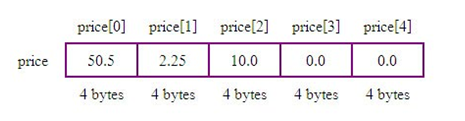 price[0] price[1] price[2] price[3] price[4]
price 50.5 2.25 10.0 0.0 0.0
4 bytes 4 bytes 4 bytes 4 bytes 4 bytes